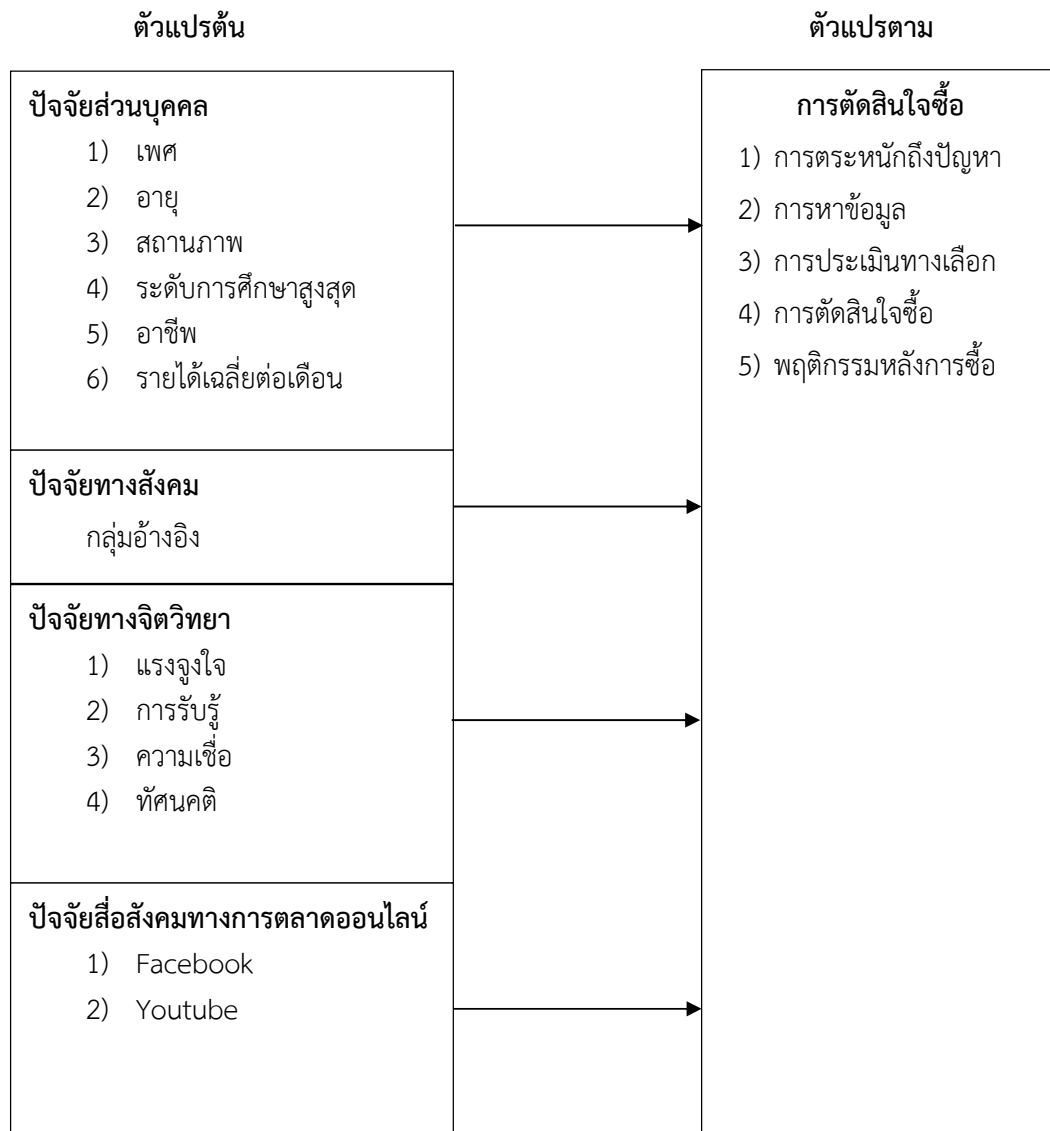 ตัวแปรต้น
ตัวแปรตาม
ปัจจัยส่วนบุคคล
1) เพศ
2) อายุ
3) สถานภาพ
4) ระดับการศึกษาสูงสุด
5) อาชีพ
6) รายได้เฉลี่ยต่อเดือน
ปัจจัยทางสังคม
กลุ่มอ้างอิง
ปัจจัยทางจิตวิทยา
1) แรงจูงใจ
2) การรับรู้
3) ความเชื่อ
4) ทัศนคติ
ปัจจัยสื่อสังคมทางการตลาดออนไลน์
1) Facebook
2) Youtube
การตัดสินใจซื้อ
1) การตระหนักถึงปัญหา
2) การหาข้อมูล
3) การประเมินทางเลือก
4) การตัดสินใจซื้อ
5) พฤติกรรมหลังการซื้อ